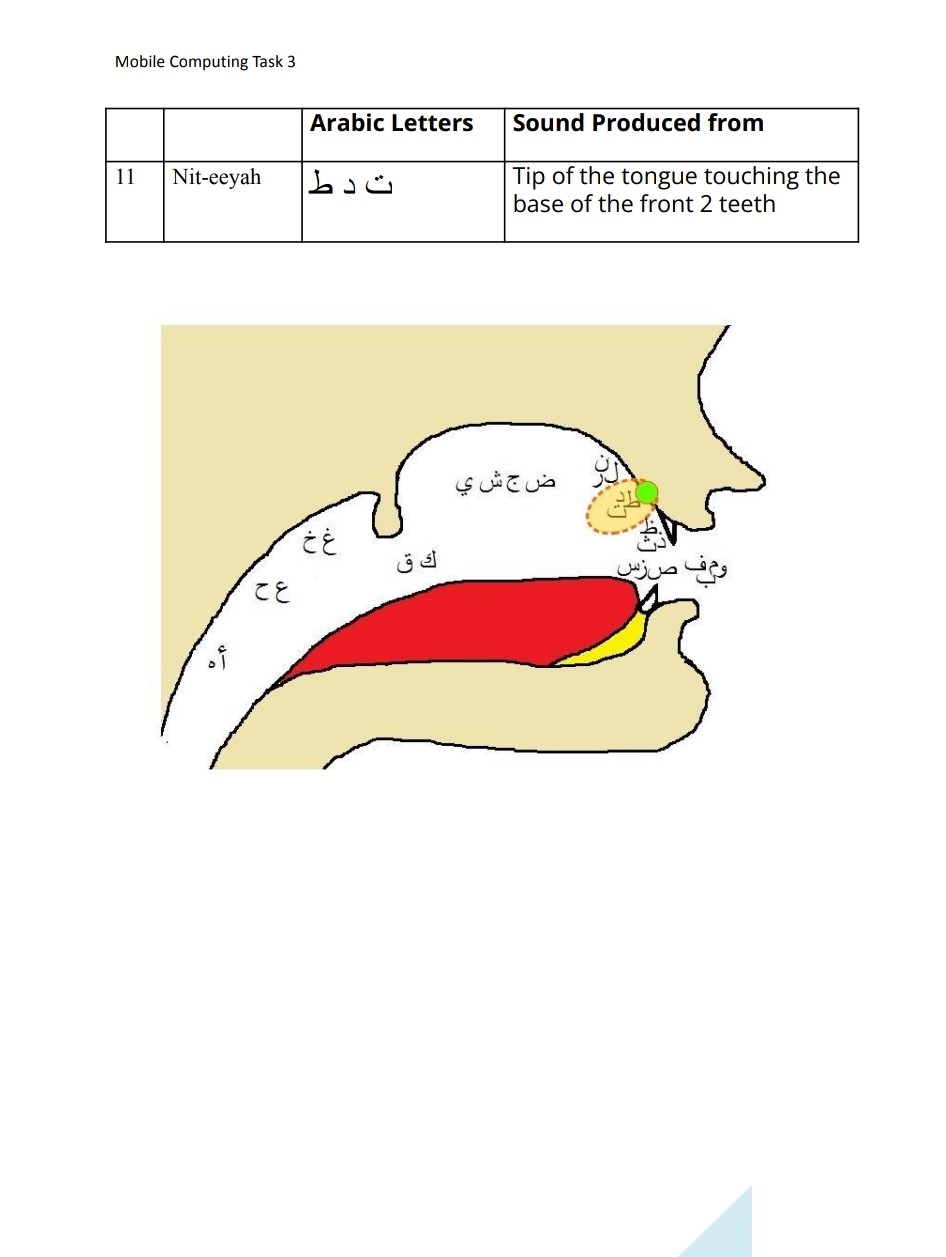 Mobile Computing Task 3
Arabic Letters	Sound Produced from
11	Nit-eeyah	ت د ط	Tip of the tongue touching the
base of the front 2 teeth
ن
ل ر
ض ج ش ي
ط د
ت
غ خ
ظ
ذ ث
ك ق
و م ف
ب
ص ز س
ع ح
أ ه